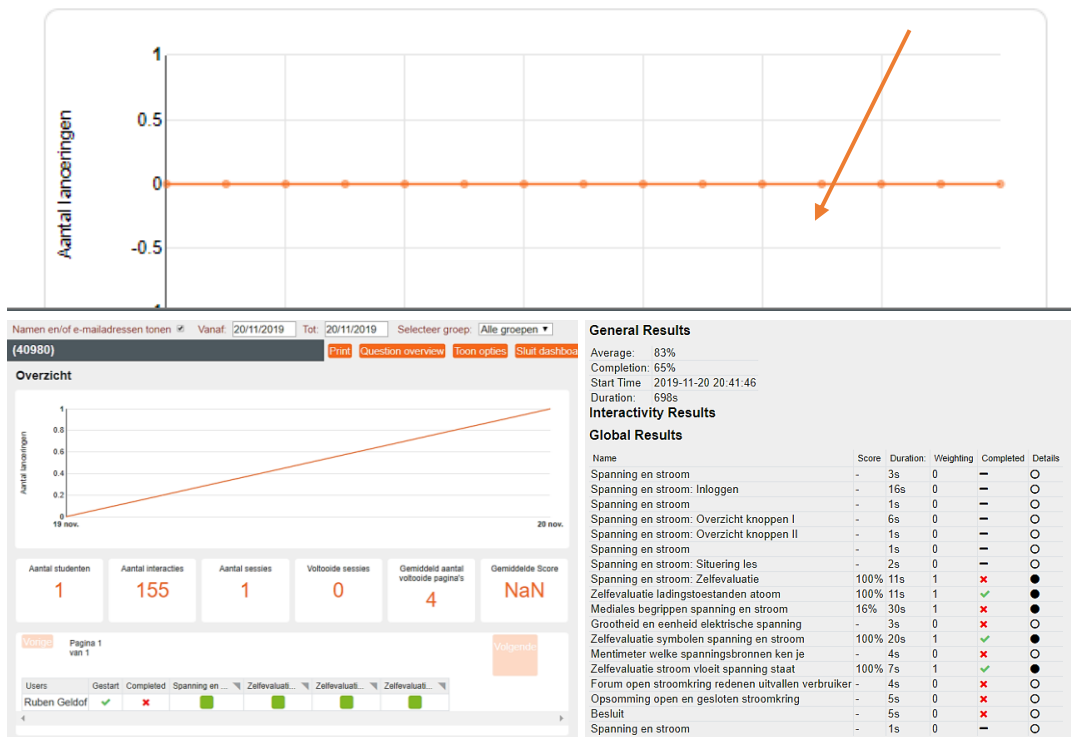 1
0.5
0
-0.5
Aantal lanceringen
Namen en/of e-mailadressen tonen Vanaf: 20/11/2019 Tot: 20/11/2019 Selecteer groep: Alle groepen ▼
(40980) Print Question overview Toon opties Sluit dashboa
Overzicht
1
0.8
0.6
0.4
0.2
0
Aantal lanceringen
19 nov. 20 nov.
Aantal studenten
1
Aantal interacties
155
Aantal sessies
1
Voltooide sessies
0
Gemiddeld aantal
voltooide pagina's
4
Gemiddelde Score
NaN
Vorige
Pagina 1
van 1
Volgende
Users Gestart Completed Spanning en ... Zelfevaluati... Zelfevaluati... Zelfevaluati...
Ruben Geldof
General Results
Average: 83%
Completion: 65%
Start Time 2019-11-20 20:41:46
Duration: 698s
Interactivity Results
Global Results
Name Score Duration: Weighting Completed Details
Spanning en stroom - 3s 0
Spanning en stroom: Inloggen - 16s 0
Spanning en stroom - 1s 0
Spanning en stroom: Overzicht knoppen I - 6s 0
Spanning en stroom: Overzicht knoppen II - 1s 0
Spanning en stroom - 1s 0
Spanning en stroom: Situering les - 2s 0
Spanning en stroom: Zelfevaluatie 100% 11s 1
Zelfevaluatie ladingstoestanden atoom 100% 11s 1
Mediales begrippen spanning en stroom 16% 30s 1
Grootheid en eenheid elektrische spanning - 3s 0
Zelfevaluatie symbolen spanning en stroom 100% 20s 1
Mentimeter welke spanningsbronnen ken je - 4s 0
Zelfevaluatie stroom vloeit spanning staat 100% 7s 1
Forum open stroomkring redenen uitvallen verbruiker - 4s 0
Opsomming open en gesloten stroomkring - 5s 0
Besluit - 5s 0
Spanning en stroom - 1s 0